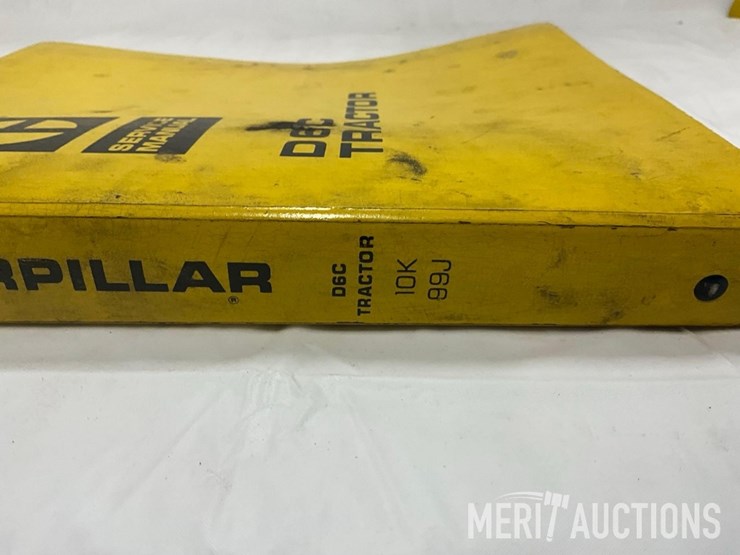 SERVICE
MANUAL
D6C
TRACTOR
RPILLAR
®
D6C
TRACTOR
10K
99J
MERIT AUCTIONS